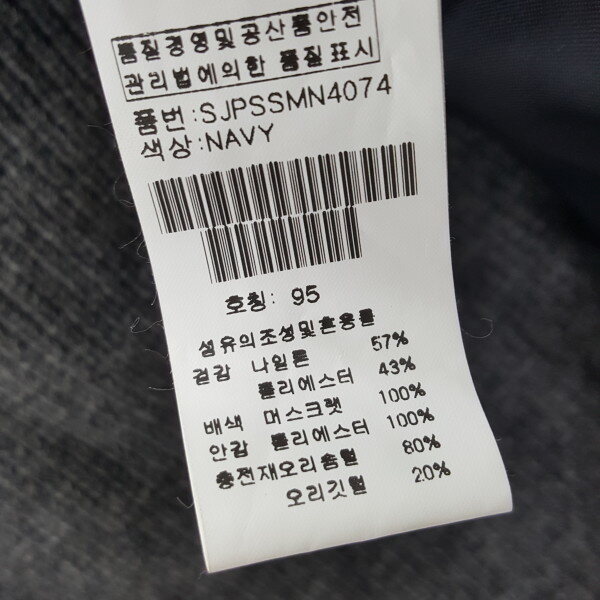 품질경영및공산품안전
관리법에의한 품질표시
품번:SJPSSMN4074
색상:NAVY
호칭: 95
섬유의조성및혼용률
겉감 나일론 57%
폴리에스터 43%
배색 머스크랫 100%
안감 폴리에스터 100%
충전재오리솜털 80%
오리깃털 20%